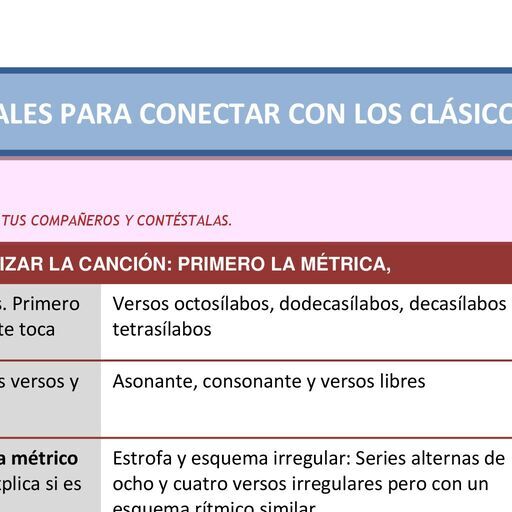 ALES PARA CONECTAR CON LOS CLÁSICO
TUS COMPAÑEROS Y CONTÉSTALAS.
IZAR LA CANCIÓN: PRIMERO LA MÉTRICA,
s. Primero
te toca
Versos octosílabos, dodecasílabos, decasílabos
tetrasílabos
s versos y
Asonante, consonante y versos libres
a métrico
plica si es
Estrofa y esquema irregular: Series alternas de
ocho y cuatro versos irregulares pero con un
esquema rítmico similar